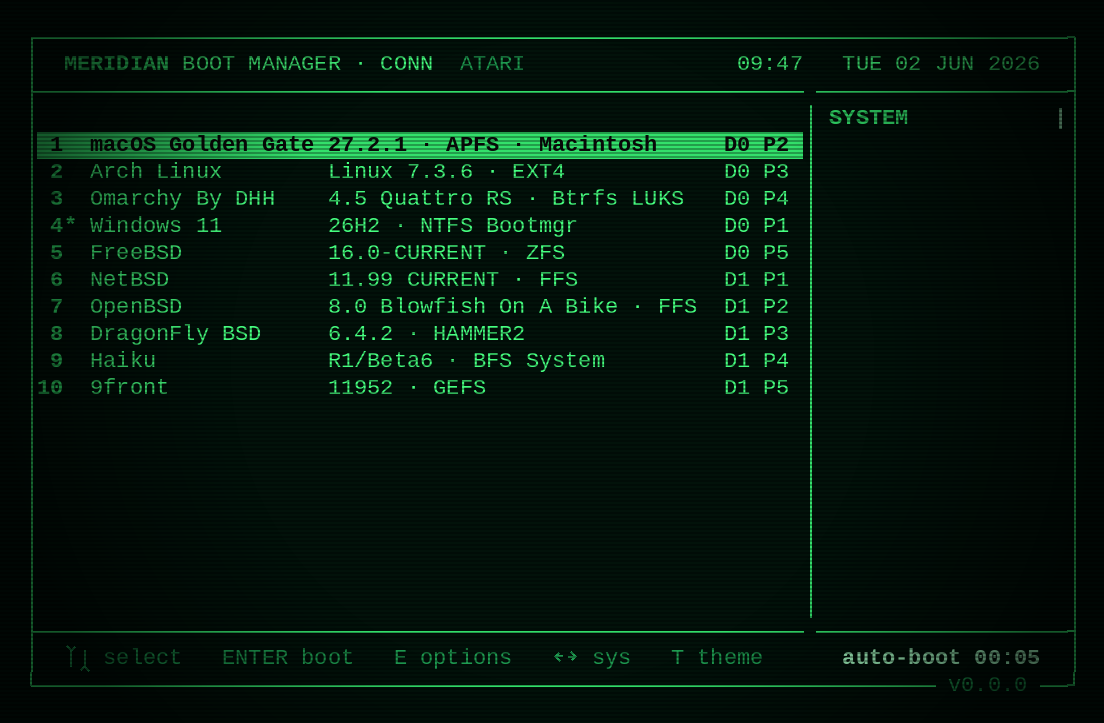 MERIDIAN BOOT MANAGER · CONN ATARI 09:47 TUE 02 JUN 2026
SYSTEM
1 macOS Golden Gate 27.2.1 · APFS · Macintosh D0 P2
2 Arch Linux Linux 7.3.6 · EXT4 D0 P3
3 Omarchy By DHH 4.5 Quattro RS · Btrfs LUKS D0 P4
4* Windows 11 26H2 · NTFS Bootmgr D0 P1
5 FreeBSD 16.0-CURRENT · ZFS D0 P5
6 NetBSD 11.99 CURRENT · FFS D1 P1
7 OpenBSD 8.0 Blowfish On A Bike · FFS D1 P2
8 DragonFly BSD 6.4.2 · HAMMER2 D1 P3
9 Haiku R1/Beta6 · BFS System D1 P4
10 9front 11952 · GEFS D1 P5
↑↓ select ENTER boot E options ↔ sys T theme auto-boot 00:05
v0.0.0